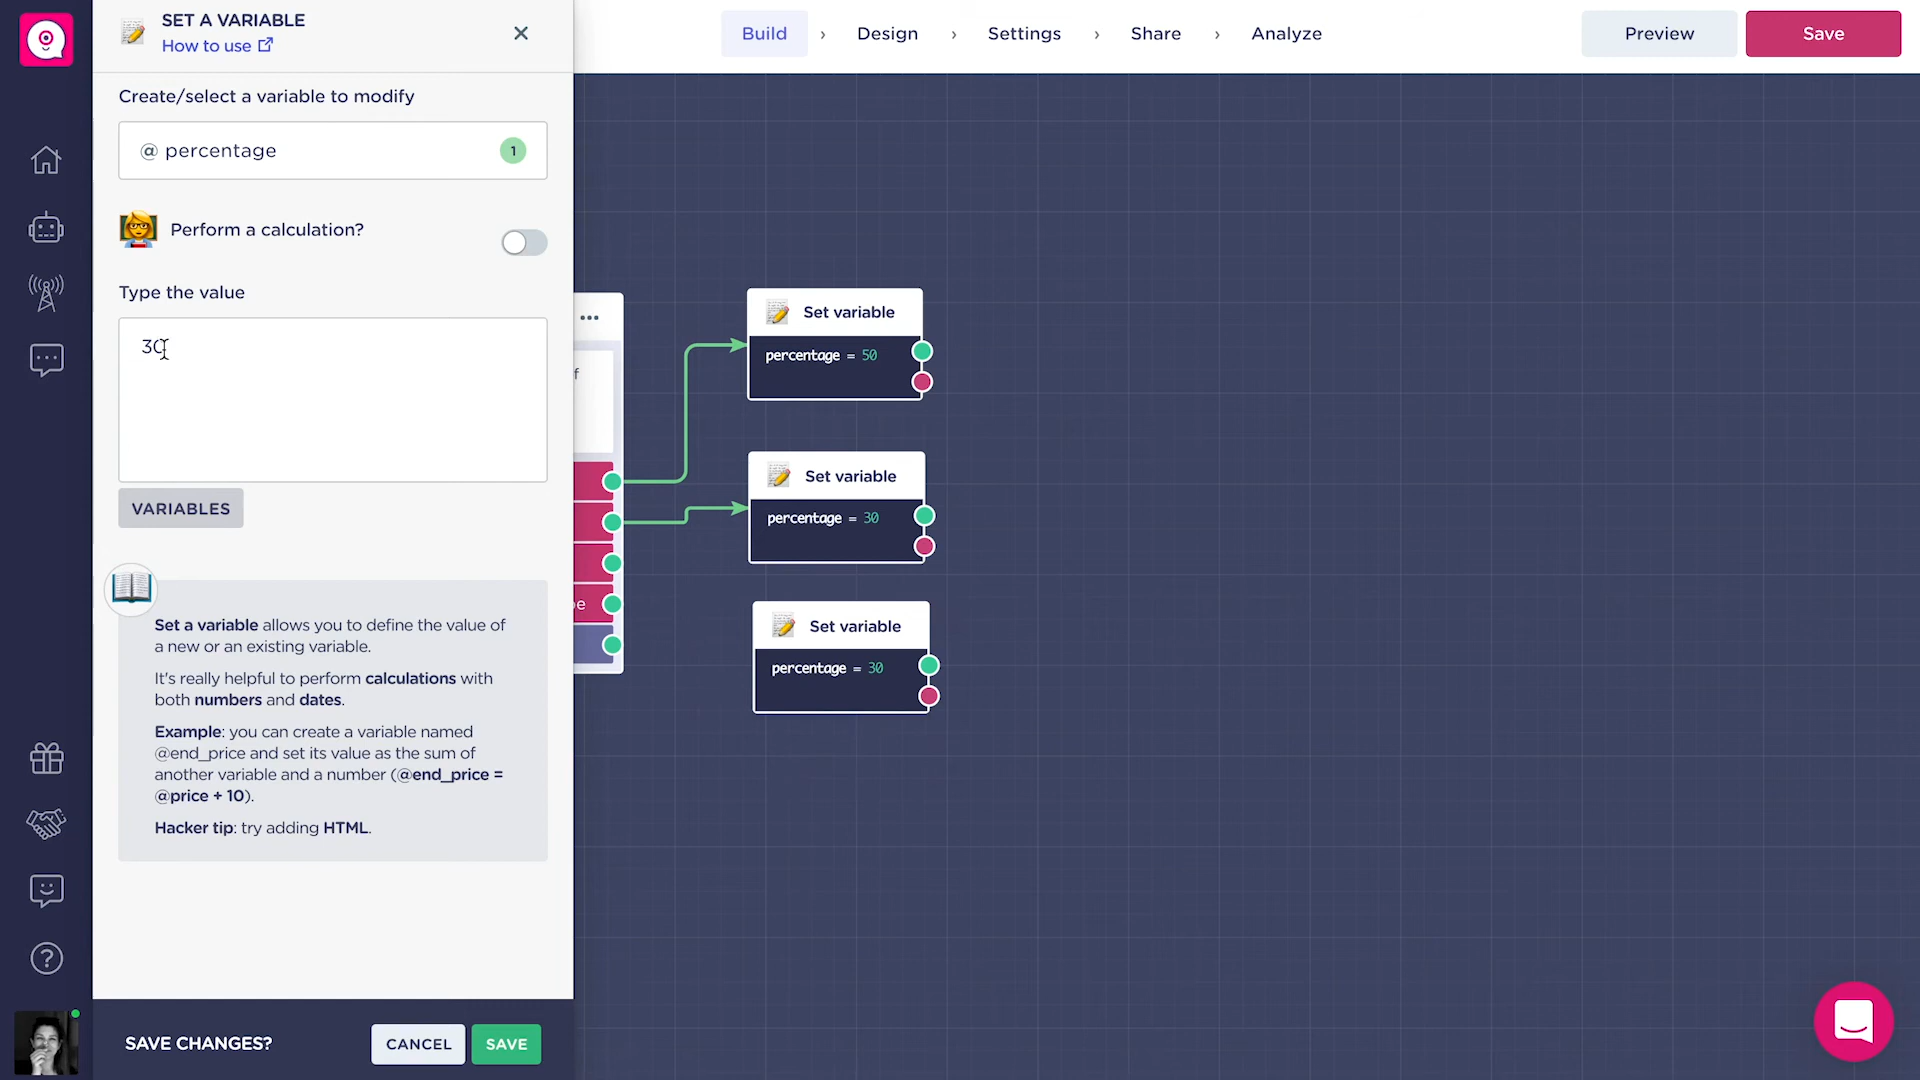 SET A VARIABLE
How to use
Build
Design
Settings
Share
Analyze
Preview
Save
Create/select a variable to modify
@ percentage
1
Perform a calculation?
Type the value
30
VARIABLES
Set a variable allows you to define the value of
a new or an existing variable.
It's really helpful to perform calculations with
both numbers and dates.
Example: you can create a variable named
@end_price and set its value as the sum of
another variable and a number (@end_price =
@price + 10).
Hacker tip: try adding HTML.
SAVE CHANGES?
CANCEL
SAVE
Set variable
percentage = 50
Set variable
percentage = 30
Set variable
percentage = 30